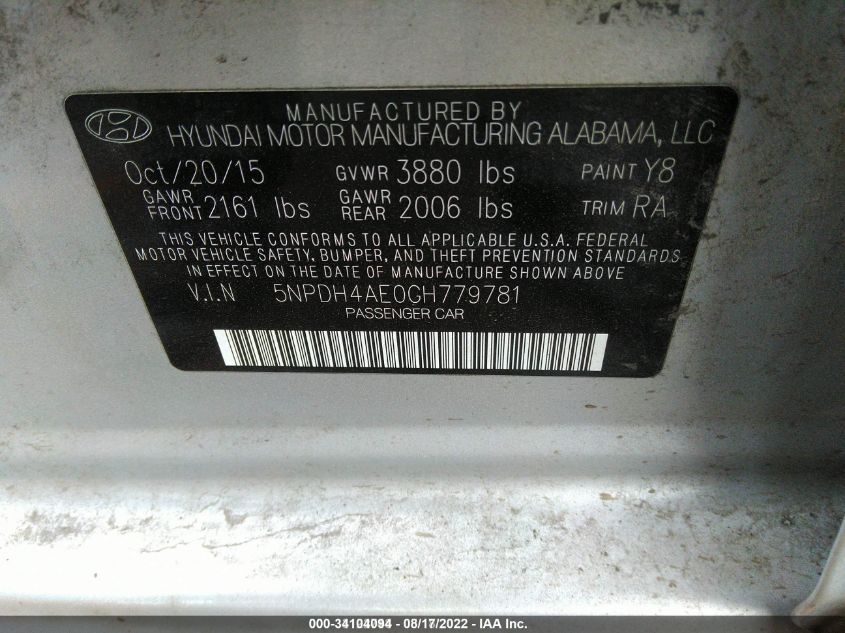 MANUFACTURED BY
HYUNDAI MOTOR MANUFACTURING ALABAMA, LLC
Oct/20/15 GVWR 3880 lbs PAINT Y8
GAWR FRONT 2161 lbs GAWR REAR 2006 lbs TRIM RA
THIS VEHICLE CONFORMS TO ALL APPLICABLE U.S.A. FEDERAL
MOTOR VEHICLE SAFETY, BUMPER, AND THEFT PREVENTION STANDARDS
IN EFFECT ON THE DATE OF MANUFACTURE SHOWN ABOVE
V.I.N 5NPDH4AE0GH779781
PASSENGER CAR
000-34104094 - 08/17/2022 - IAA Inc.